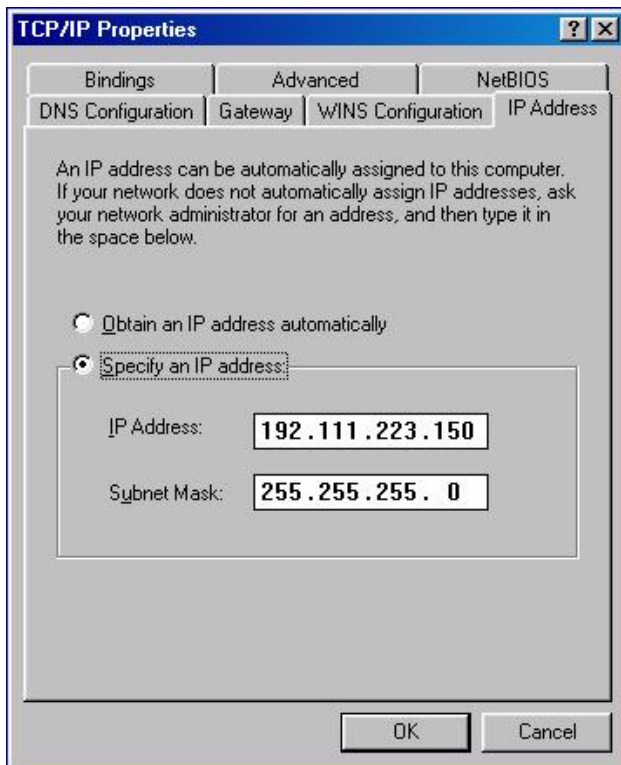 TCP/IP Properties
Bindings Advanced NetBIOS
DNS Configuration Gateway WINS Configuration IP Address
An IP address can be automatically assigned to this computer.
If your network does not automatically assign IP addresses, ask
your network administrator for an address, and then type it in
the space below.
Obtain an IP address automatically
Specify an IP address:
IP Address: 192.111.223.150
Subnet Mask: 255.255.255. 0
OK Cancel